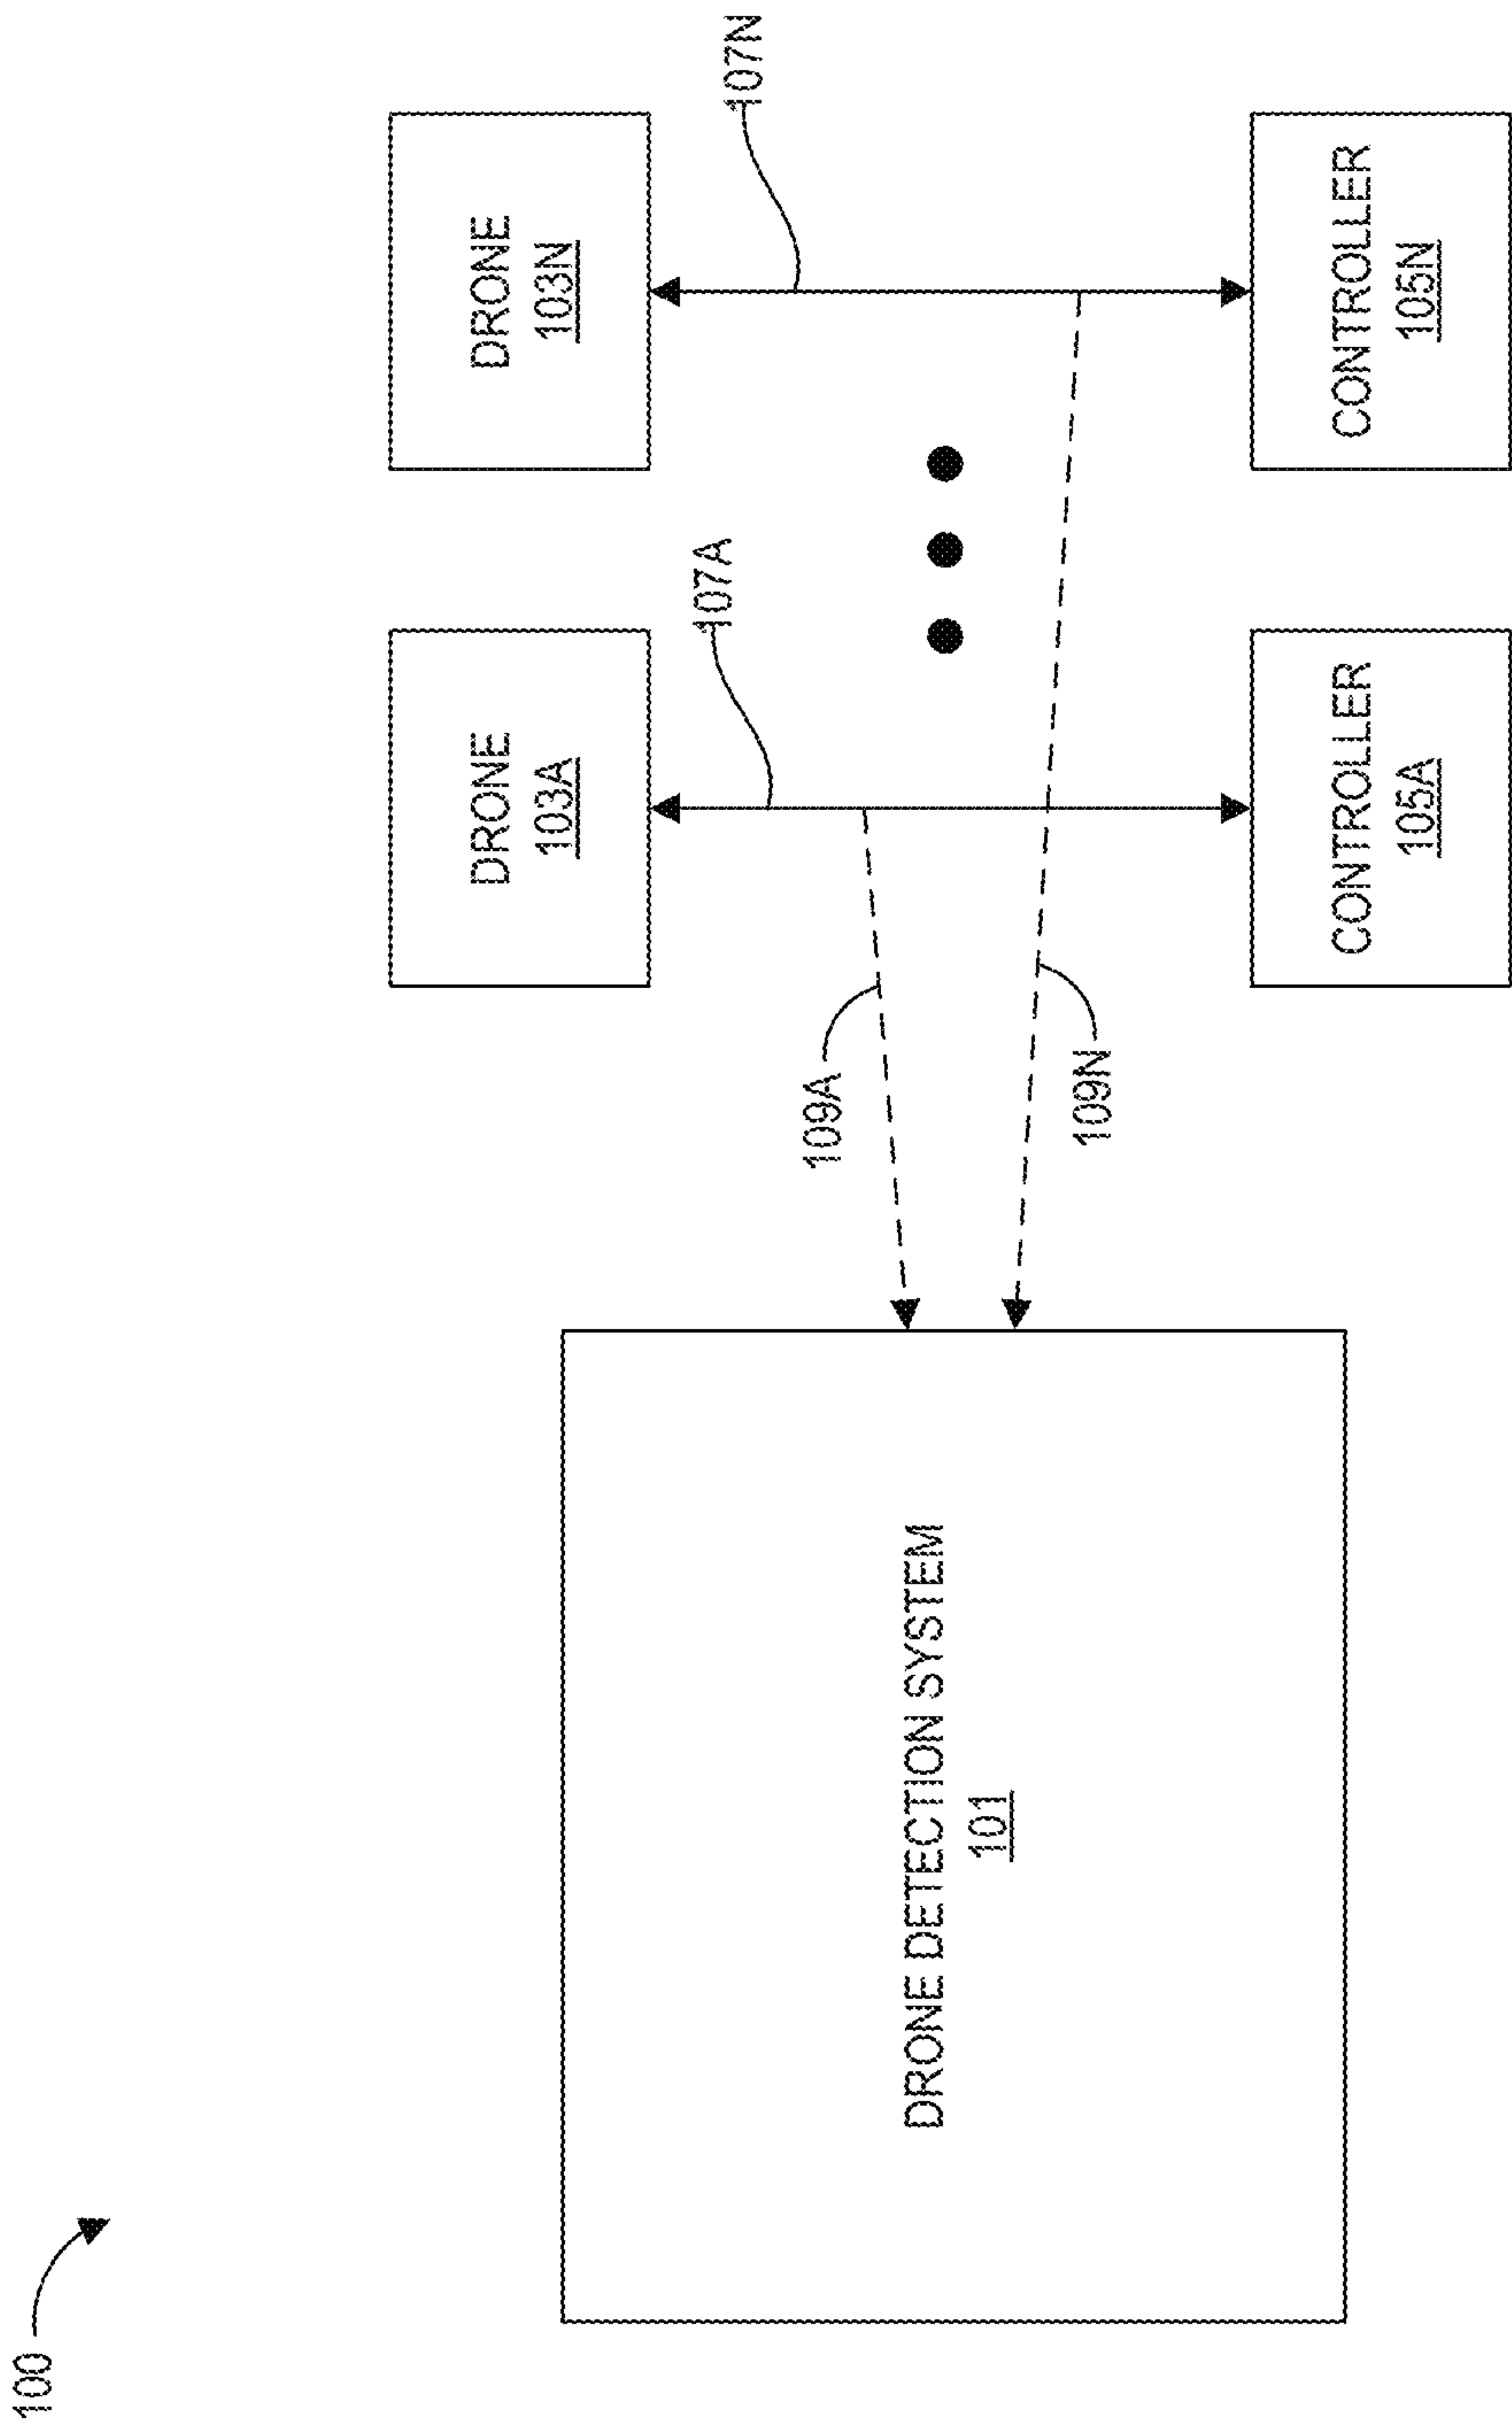 100
DRONE DETECTION SYSTEM
101
109A
109N
DRONE
103A
107A
CONTROLLER
105A
DRONE
103N
107N
CONTROLLER
105N